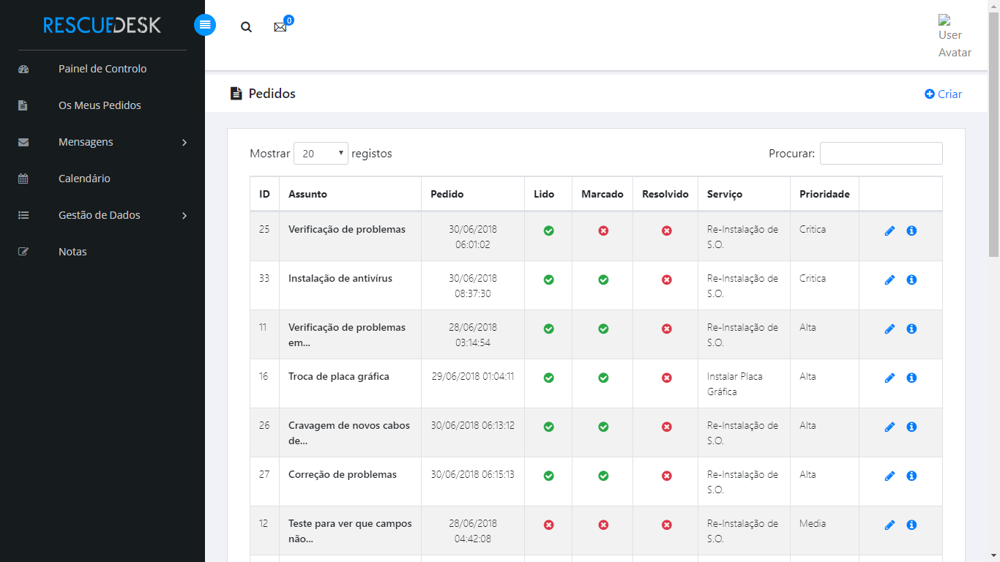 RESCUEDESK
0
User
Avatar
Painel de Controlo
Os Meus Pedidos
Mensagens
Calendário
Gestão de Dados
Notas
Pedidos
Criar
Mostrar 20 registos
Procurar:
ID Assunto Pedido Lido Marcado Resolvido Serviço Prioridade
25 Verificação de problemas 30/06/2018 Re-Instalação de Critica
06:01:02 S.O.
33 Instalação de antivírus 30/06/2018 Re-Instalação de Critica
08:37:30 S.O.
11 Verificação de problemas 28/06/2018 Re-Instalação de Alta
em... 03:14:54 S.O.
16 Troca de placa gráfica 29/06/2018 01:04:11 Instalar Placa Alta
Gráfica
26 Cravagem de novos cabos 30/06/2018 06:13:12 Re-Instalação de Alta
de... S.O.
27 Correção de problemas 30/06/2018 06:15:13 Re-Instalação de Alta
S.O.
12 Teste para ver que campos 28/06/2018 Re-Instalação de Media
não... 04:42:08 S.O.